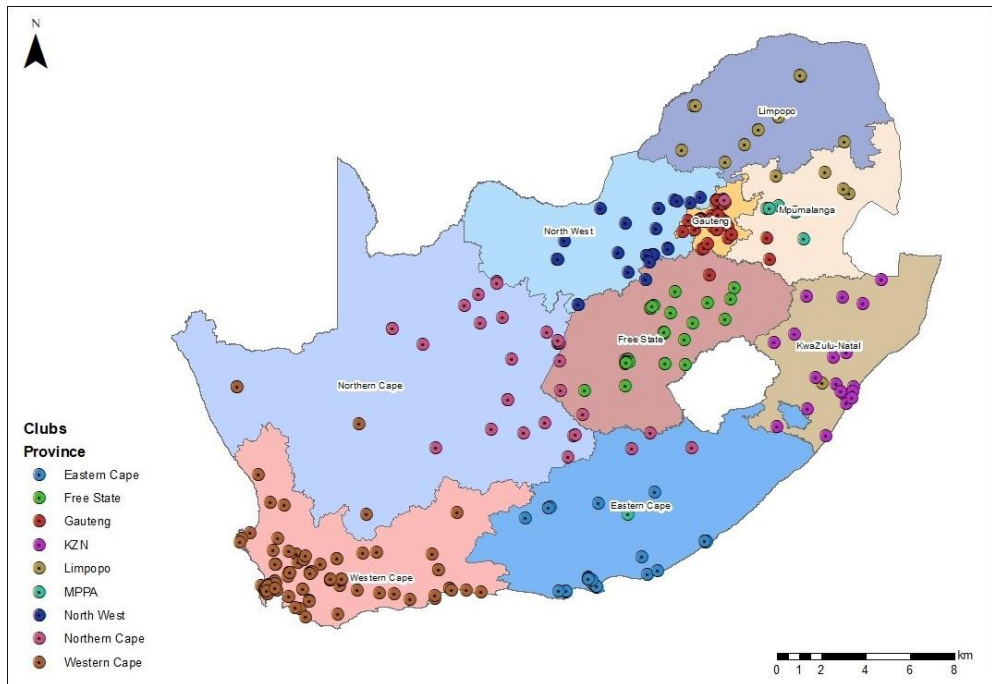 N
Limpopo
Mpumalanga
Gauteng
North West
Free State
KwaZulu-Natal
Northern Cape
Eastern Cape
Western Cape
Clubs
Province
Eastern Cape
Free State
Gauteng
KZN
Limpopo
MPPA
North West
Northern Cape
Western Cape
km
0 1 2 4 6 8